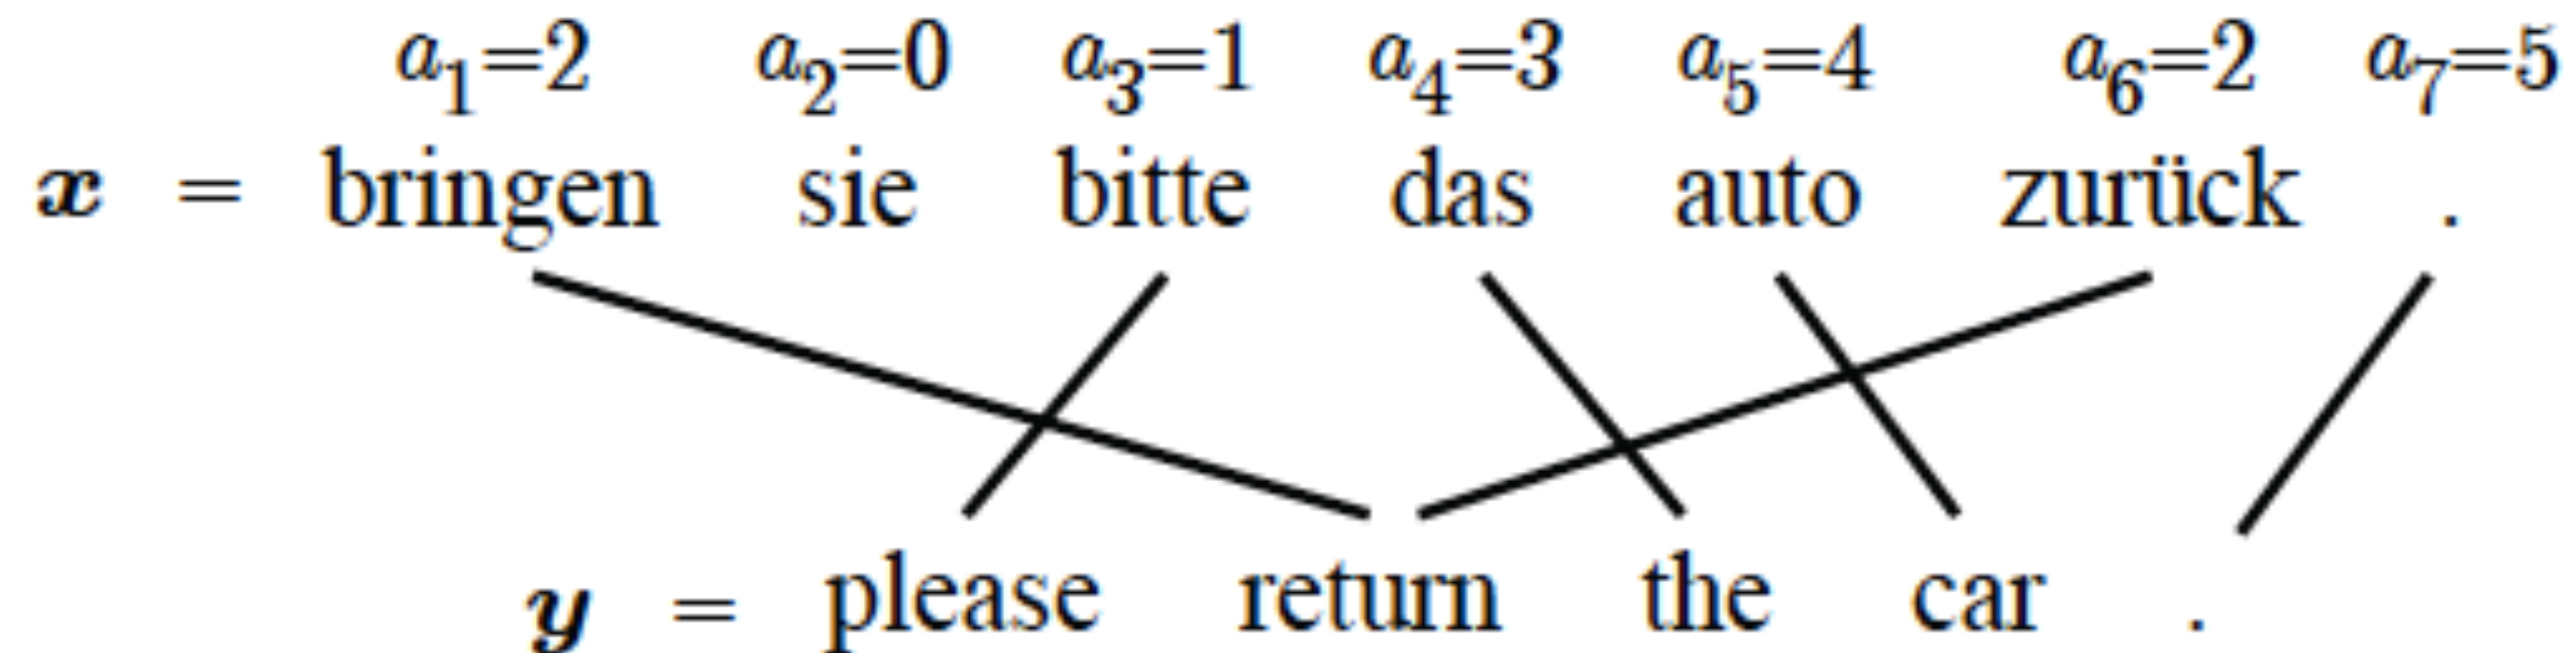 a₁=2 a₂=0 a₃=1 a₄=3 a₅=4 a₆=2 a₇=5
x = bringen sie bitte das auto zurück .
y = please return the car .